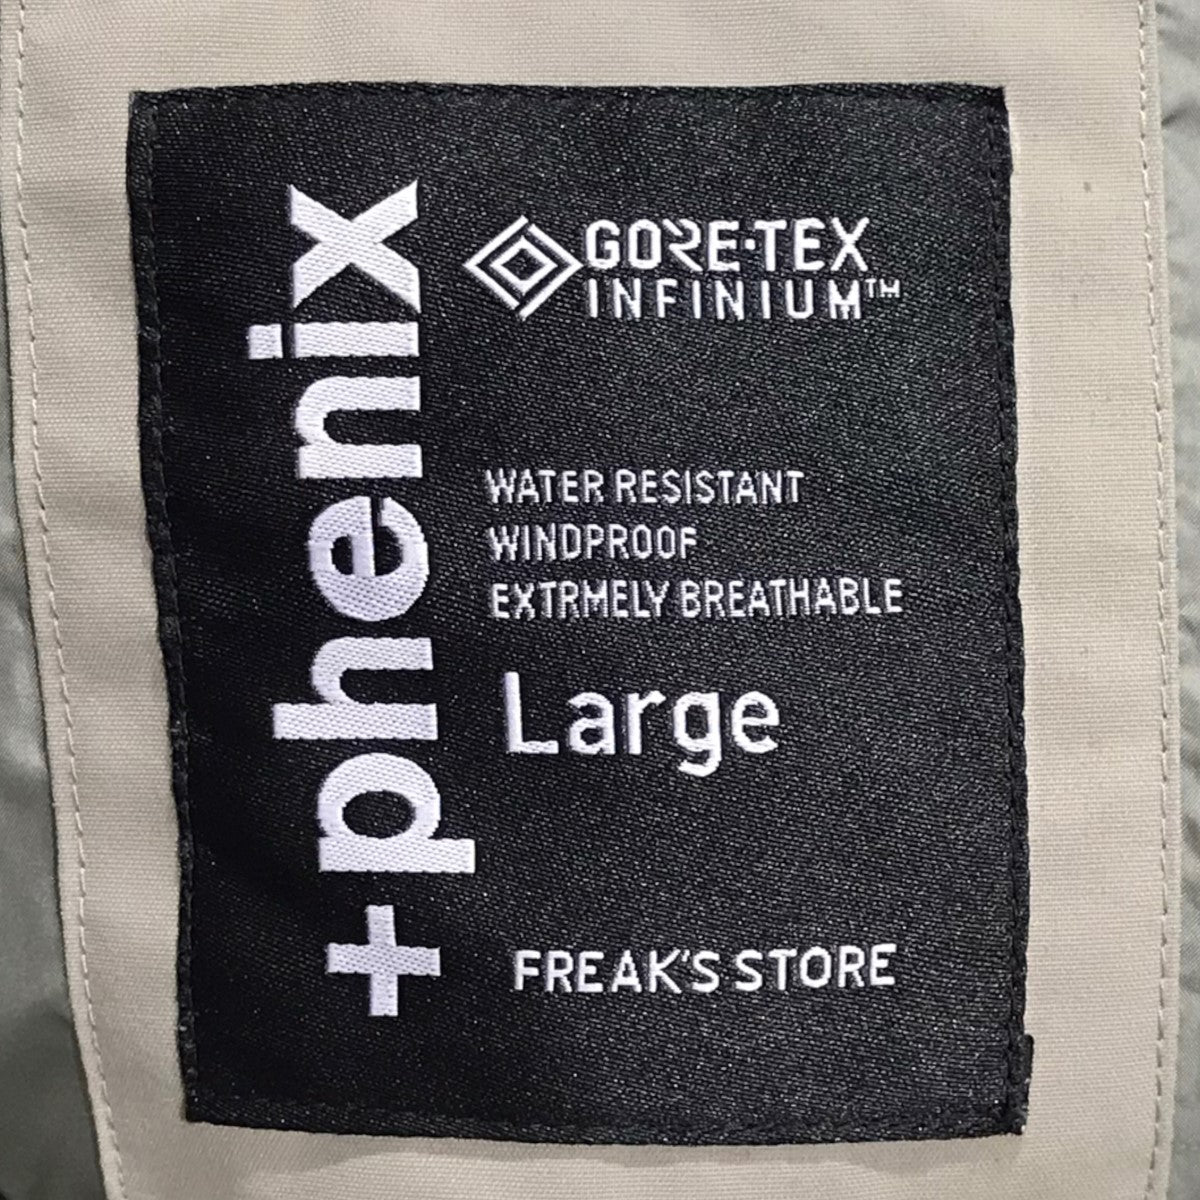 +phenix
GORE-TEX
INFINIUM™
WATER RESISTANT
WINDPROOF
EXTRMELY BREATHABLE
Large
FREAK'S STORE